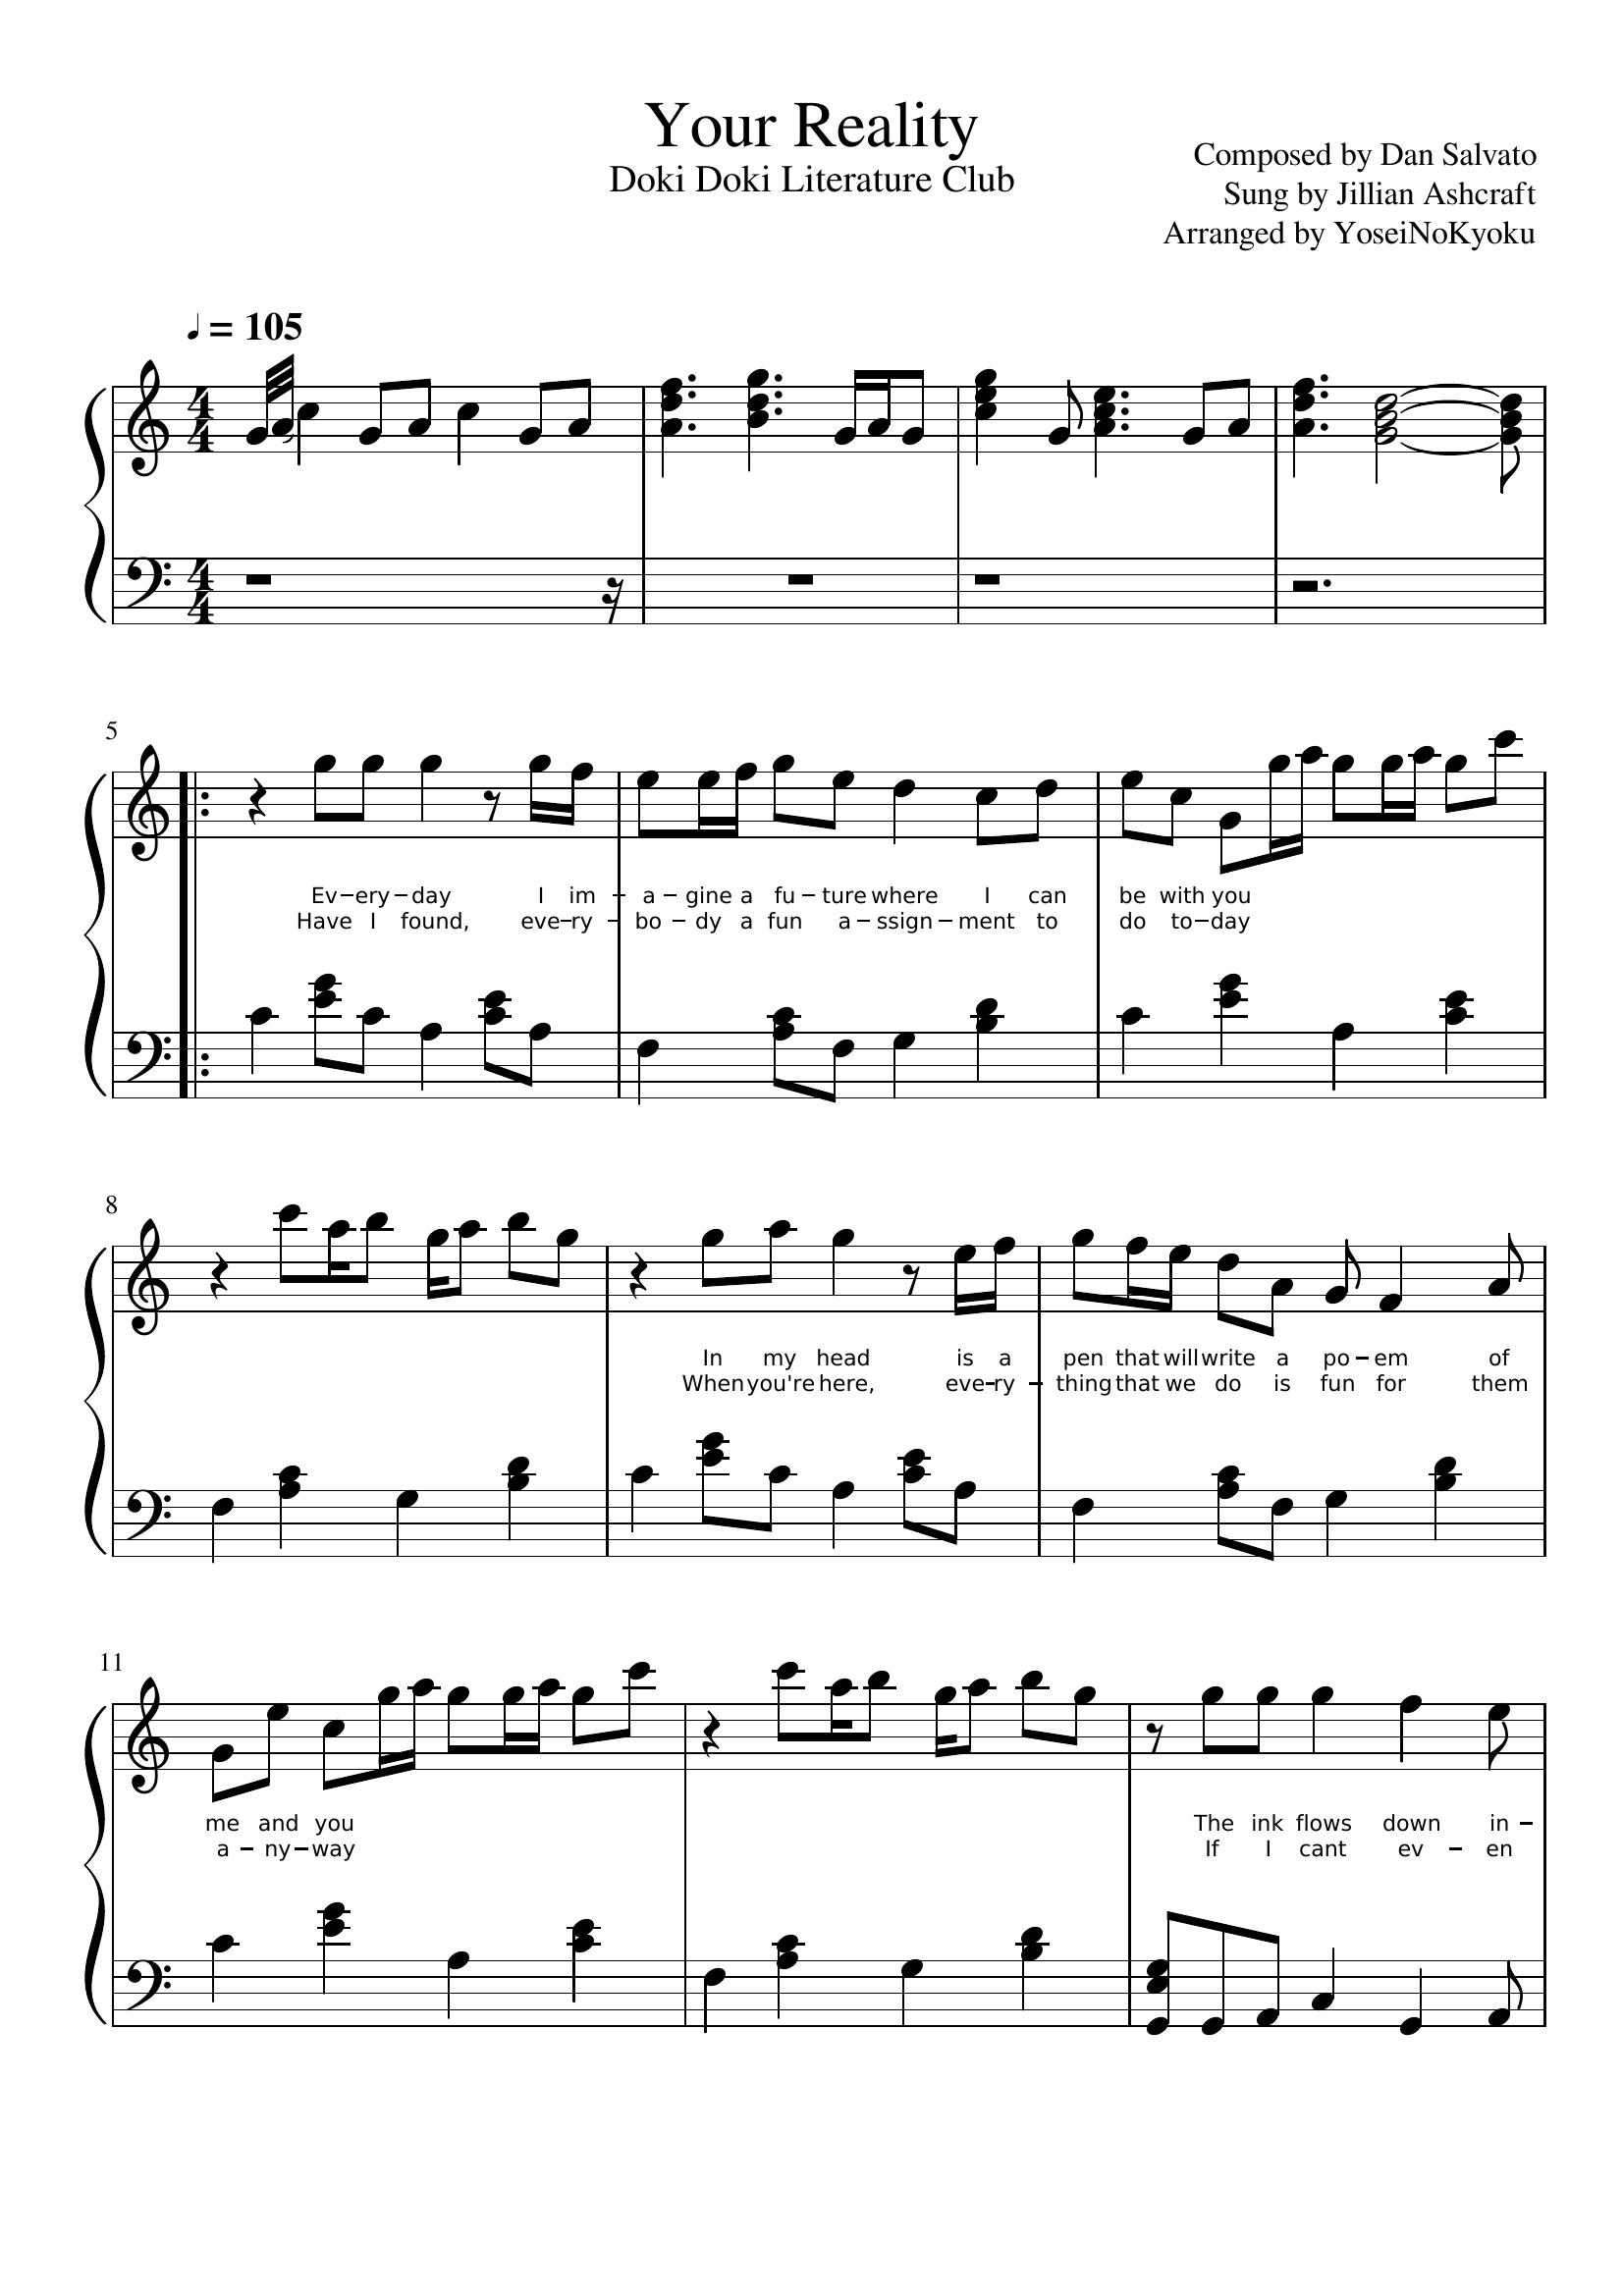 Your Reality
Doki Doki Literature Club
Composed by Dan Salvato
Sung by Jillian Ashcraft
Arranged by YoseiNoKyoku
♩ = 105
4 4
4 4
5
Ev – ery – day I im – a – gine a fu – ture where I can be with you
Have I found, eve – ry – bo – dy a fun a – ssign – ment to do to – day
8
In my head is a pen that will write a po – em of
When you're here, eve – ry – thing that we do is fun for them
11
me and you The ink flows down in –
a – ny – way If I cant ev – en